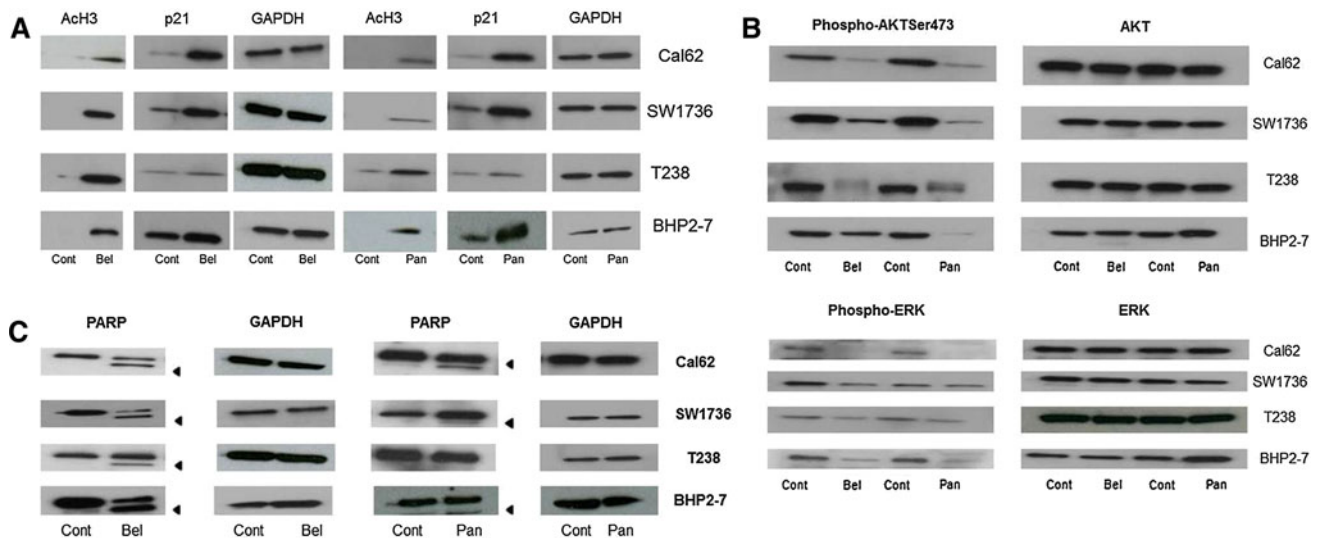 A
AcH3 p21 GAPDH AcH3 p21 GAPDH
Cal62
SW1736
T238
BHP2-7
Cont Bel Cont Bel Cont Bel Cont Pan Cont Pan Cont Pan
B
Phospho-AKTSer473 AKT
Cal62
SW1736
T238
BHP2-7
Cont Bel Cont Pan Cont Bel Cont Pan
Phospho-ERK ERK
Cal62
SW1736
T238
BHP2-7
Cont Bel Cont Pan Cont Bel Cont Pan
C
PARP GAPDH PARP GAPDH
Cal62
SW1736
T238
BHP2-7
Cont Bel Cont Bel Cont Pan Cont Pan